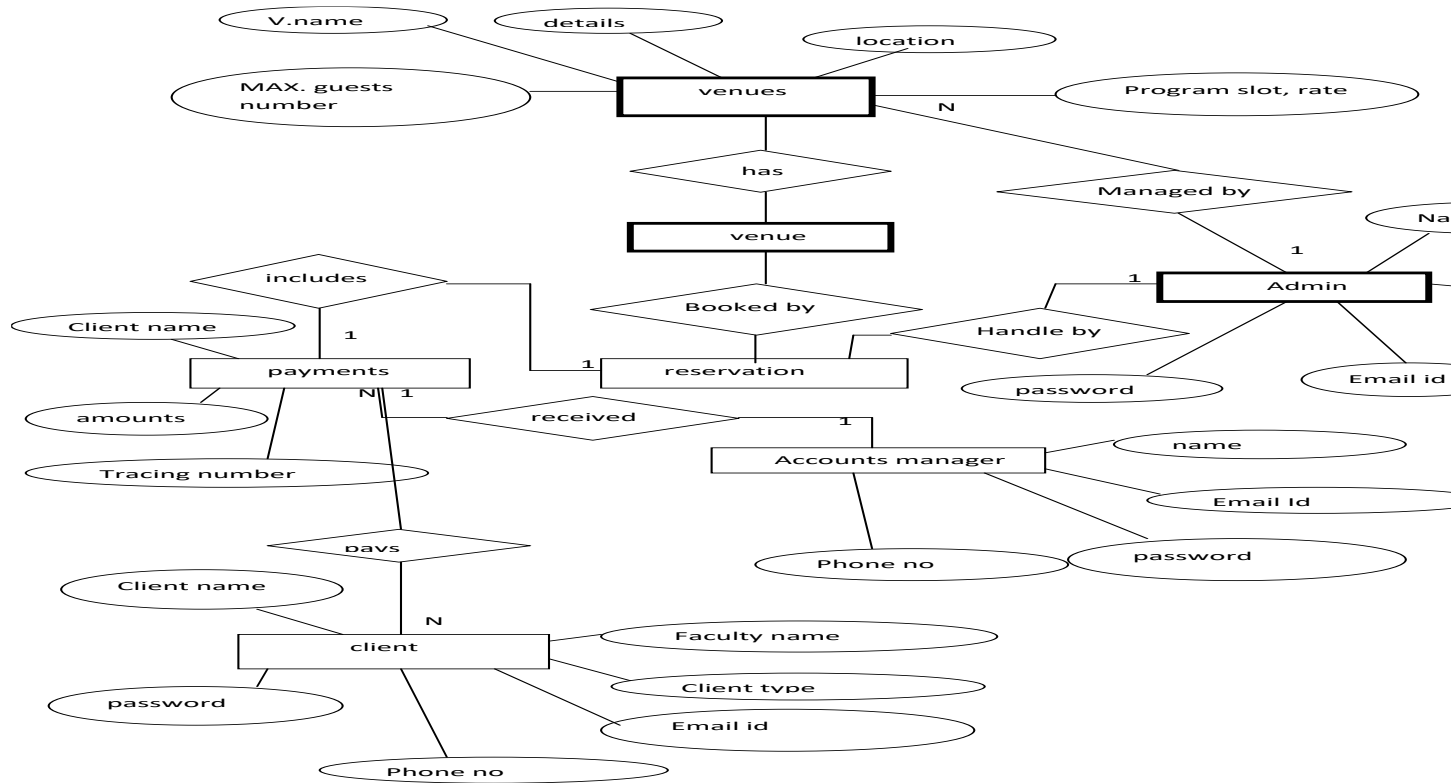 V.name
details
location
MAX. guests
number
venues
Program slot, rate
N
has
Managed by
venue
1
includes
1
Admin
Booked by
Client name
1
Handle by
payments
1
reservation
password
Email id
N
1
amounts
received
1
name
Accounts manager
Tracing number
Email Id
password
Phone no
Client name
N
Faculty name
client
Client type
password
Email id
Phone no